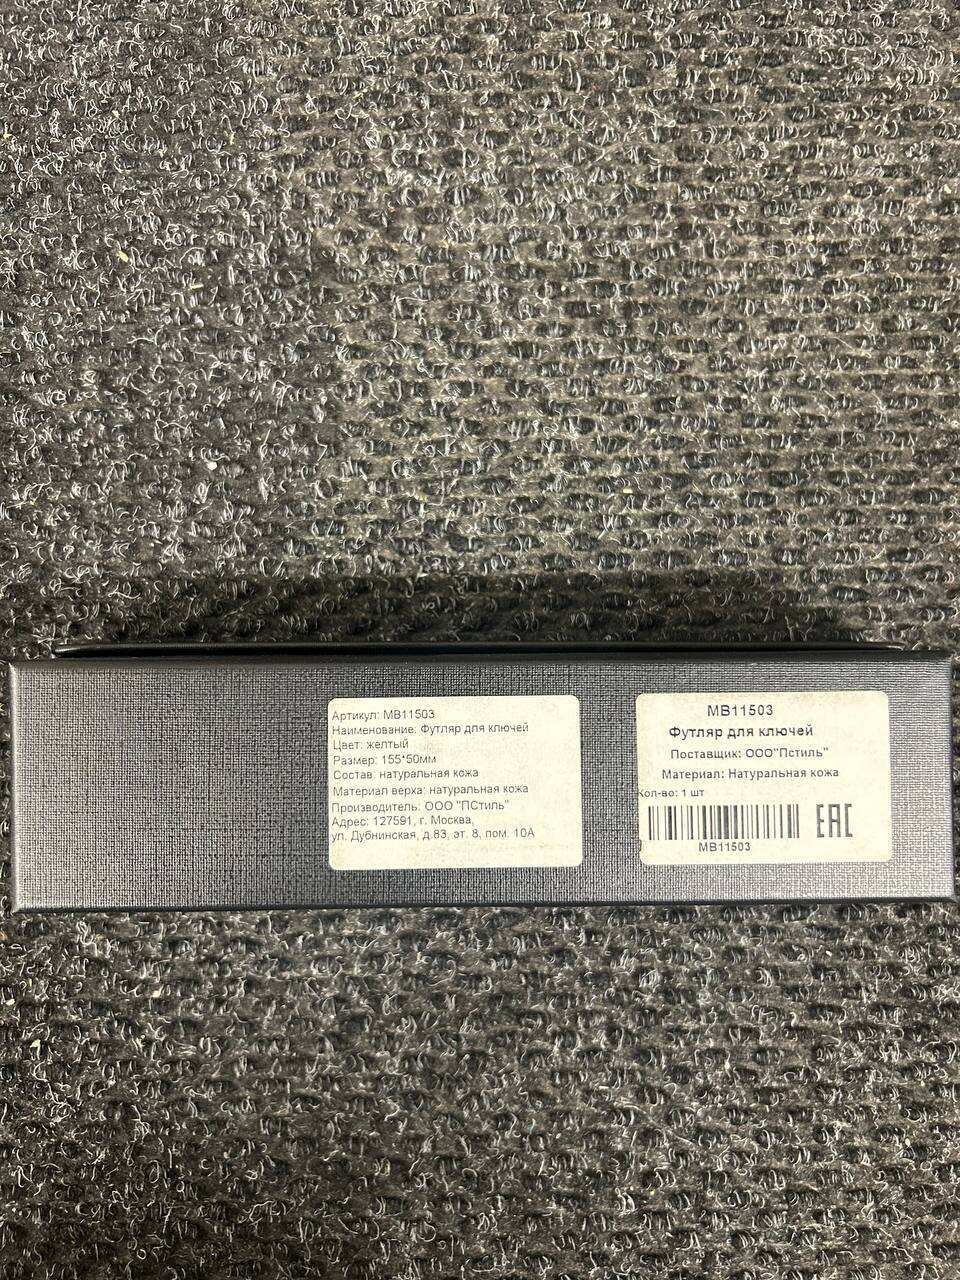 Артикул: MB11503
Наименование: Футляр для ключей
Цвет: желтый
Размер: 155*50мм
Состав: натуральная кожа
Материал верха: натуральная кожа
Производитель: ООО "ПСтиль"
Адрес: 127591, г. Москва,
ул. Дубнинская, д.83, эт. 8, пом. 10А
MB11503
Футляр для ключей
Поставщик: ООО"Пстиль"
Материал: Натуральная кожа
Кол-во: 1 шт
EAC
MB11503